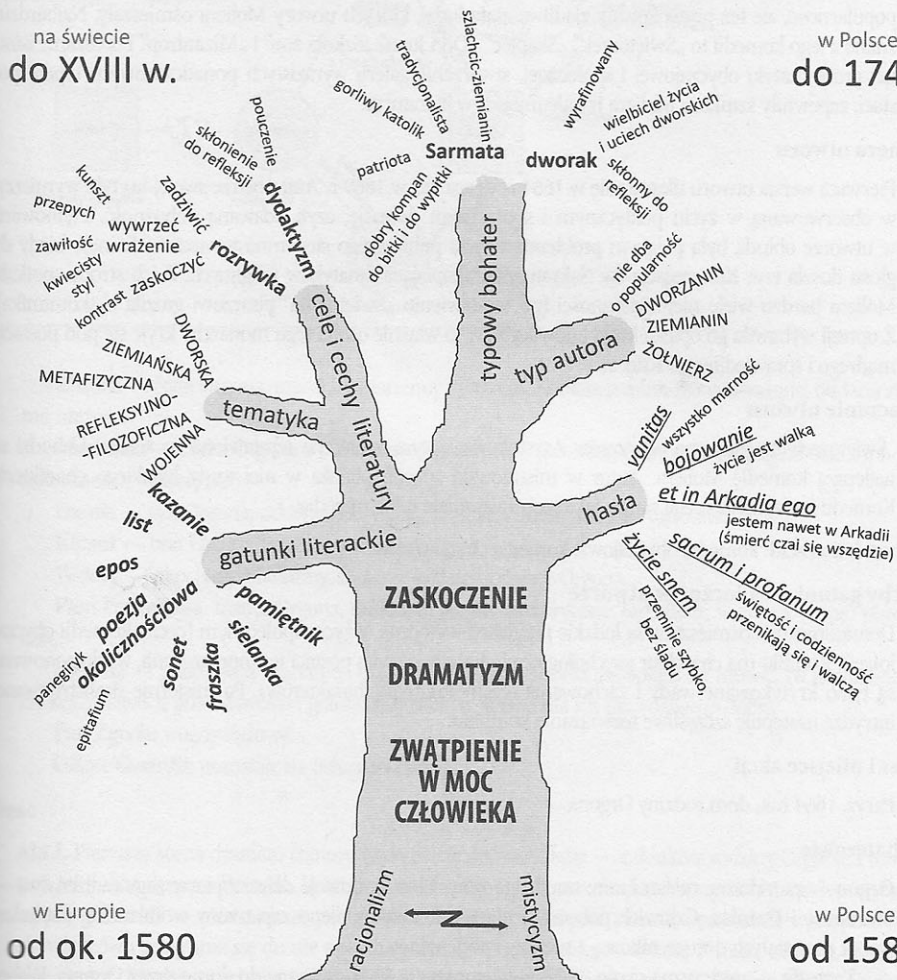 na świecie
do XVIII w.
w Polsce
do 174
szlachcic-ziemianin
tradycjonalista
gorliwy katolik
patriota
Sarmata
dobry kompan
do bitki i do wypitki
wyrafinowany
wielbiciel życia
i uciech dworskich
dworak
skłonny do
refleksji
nie dba
o popularność
typowy bohater
pouczenie
skłonienie
do refleksji
dydaktyzm
zadziwić
rozrywka
kunszt
przepych
wywrzeć
wrażenie
zawiłość
kwiecisty
styl
zaskoczyć
kontrast
cele i cechy literatury
DWORSKA
ZIEMIAŃSKA
METAFIZYCZNA
REFLEKSYJNO-
-FILOZOFICZNA
WOJENNA
tematyka
typ autora
DWORZANIN
ZIEMIANIN
ŻOŁNIERZ
hasła
vanitas
wszystko marność
bojowanie
życie jest walką
et in Arkadia ego
jestem nawet w Arkadii
(śmierć czai się wszędzie)
sacrum i profanum
świętość i codzienność
przenikają się i walczą
życie snem
przeminie szybko
bez śladu
gatunki literackie
kazanie
list
epos
poezja
okolicznościowa
panegiryk
epitafium
sonet
fraszka
sielanka
pamiętnik
ZASKOCZENIE
DRAMATYZM
ZWĄTPIENIE
W MOC
CZŁOWIEKA
racjonalizm
mistycyzm
w Europie
od ok. 1580
w Polsce
od 158